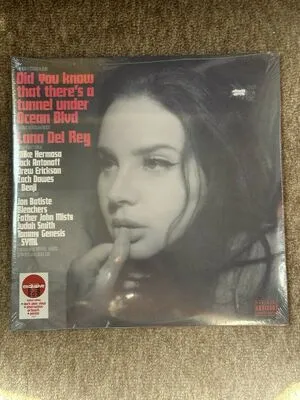 Did you know
that there's a
tunnel under
Ocean Blvd
Lana Del Rey
Mike Hermosa
Jack Antonoff
Drew Erickson
Zach Dawes
Benji
Jon Batiste
Bleachers
Father John Misty
Judah Smith
Tommy Genesis
SYML
exclusive